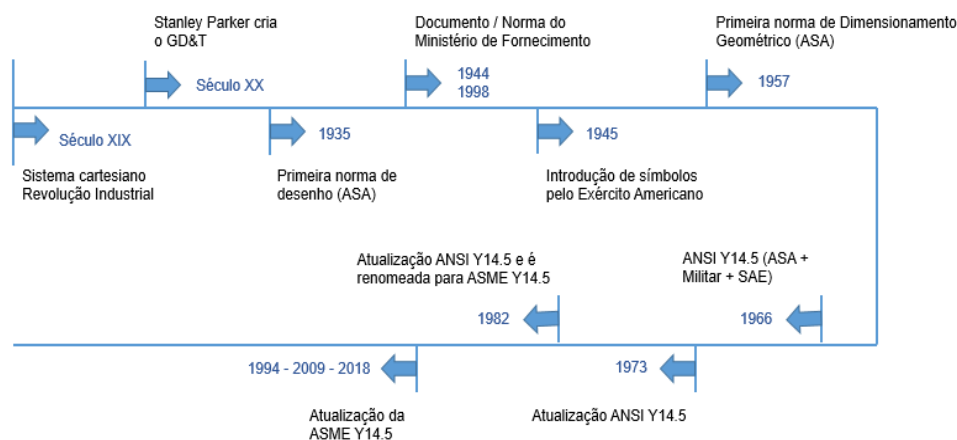 Stanley Parker cria
o GD&T
Documento / Norma do
Ministério de Fornecimento
Primeira norma de Dimensionamento
Geométrico (ASA)
Século XX
1944
1998
1957
Século XIX
1935
1945
Sistema cartesiano
Revolução Industrial
Primeira norma de
desenho (ASA)
Introdução de símbolos
pelo Exército Americano
Atualização ANSI Y14.5 e é
renomeada para ASME Y14.5
ANSI Y14.5 (ASA +
Militar + SAE)
1982
1966
1994 - 2009 - 2018
1973
Atualização da
ASME Y14.5
Atualização ANSI Y14.5